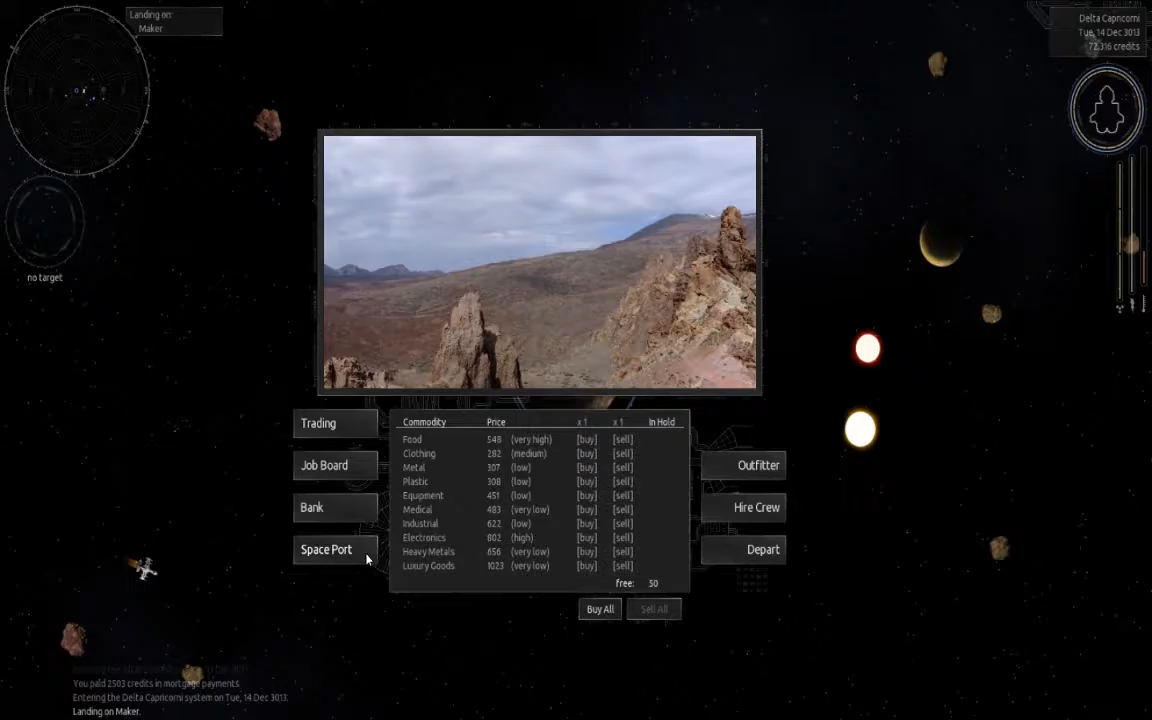 Landing on:
Maker
Delta Capricorni
Tue, 14 Dec 3013
72,316 credits
no target
Trading
Job Board
Bank
Space Port
Commodity Price x 1 x 1 In Hold
Food 548 (very high) [buy] [sell]
Clothing 282 (medium) [buy] [sell]
Metal 307 (low) [buy] [sell]
Plastic 308 (low) [buy] [sell]
Equipment 451 (low) [buy] [sell]
Medical 483 (very low) [buy] [sell]
Industrial 622 (low) [buy] [sell]
Electronics 802 (high) [buy] [sell]
Heavy Metals 656 (very low) [buy] [sell]
Luxury Goods 1023 (very low) [buy] [sell]
free: 50
Buy All Sell All
Outfitter
Hire Crew
Depart
You paid 2503 credits in mortgage payments.
Entering the Delta Capricorni system on Tue, 14 Dec 3013.
Landing on Maker.